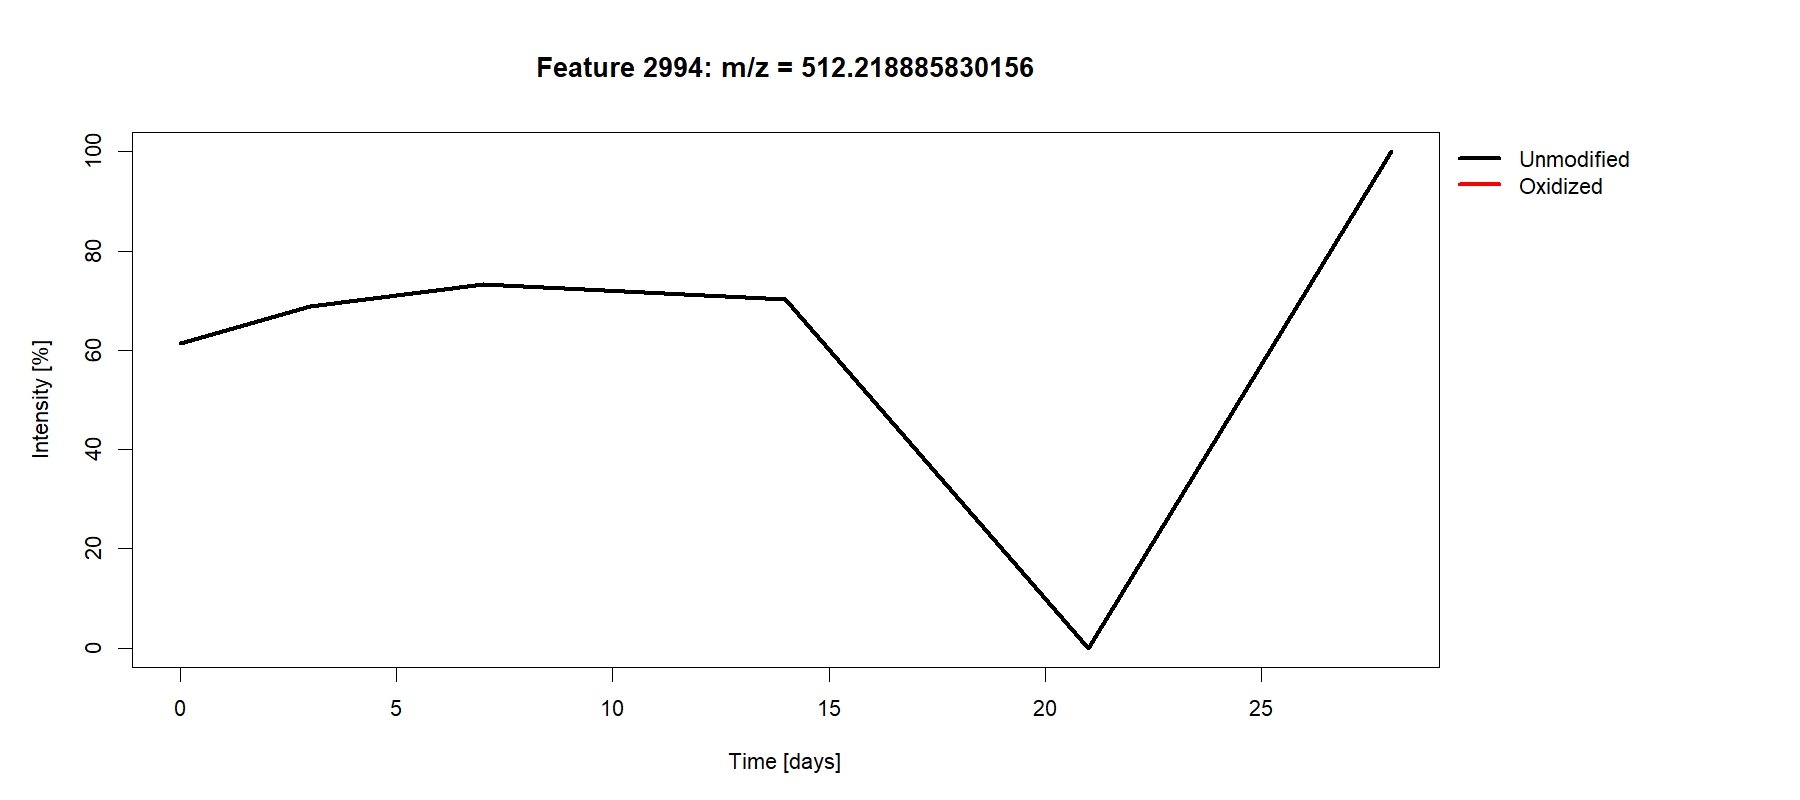 Feature 2994: m/z = 512.218885830156
Unmodified
Oxidized
Intensity [%]
100
80
60
40
20
0
0 5 10 15 20 25
Time [days]